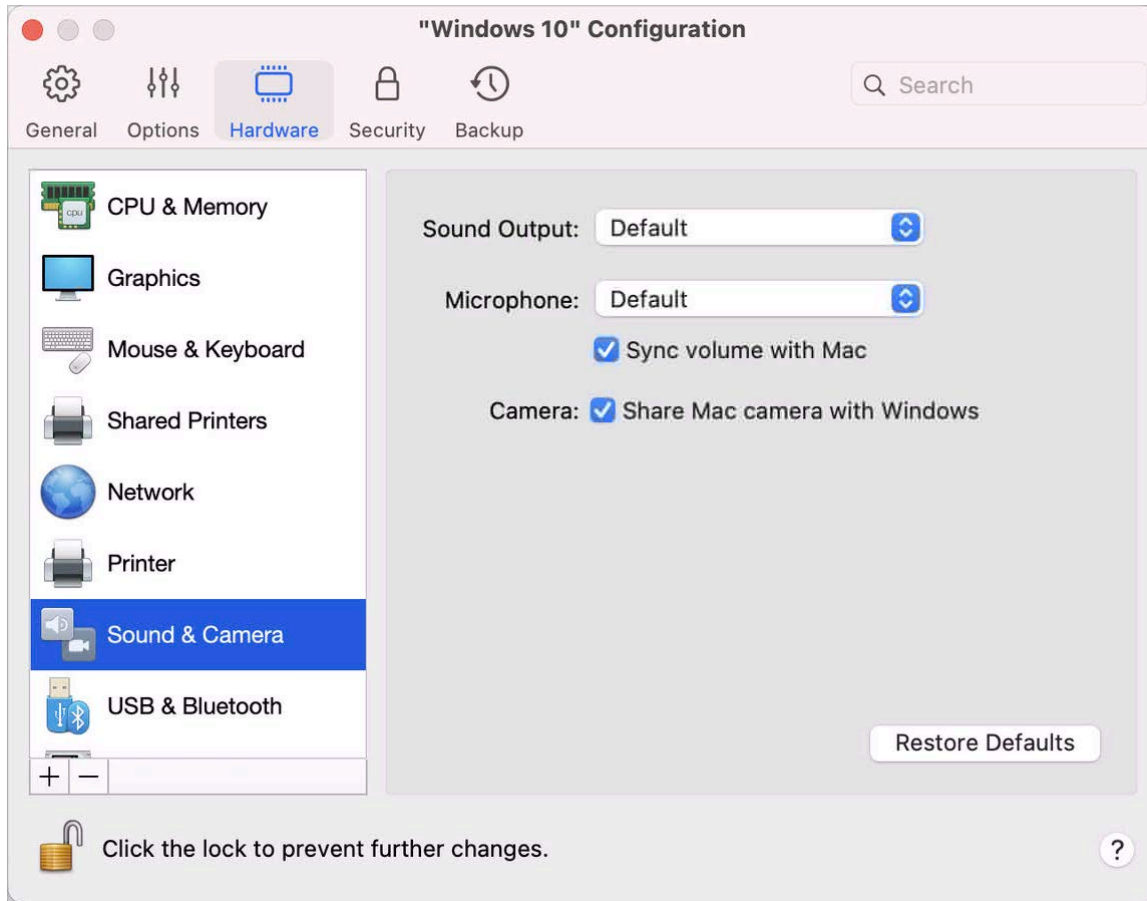 "Windows 10" Configuration
General Options Hardware Security Backup
Search
CPU & Memory
Graphics
Mouse & Keyboard
Shared Printers
Network
Printer
Sound & Camera
USB & Bluetooth
Sound Output: Default
Microphone: Default
Sync volume with Mac
Camera: Share Mac camera with Windows
Restore Defaults
Click the lock to prevent further changes.
?